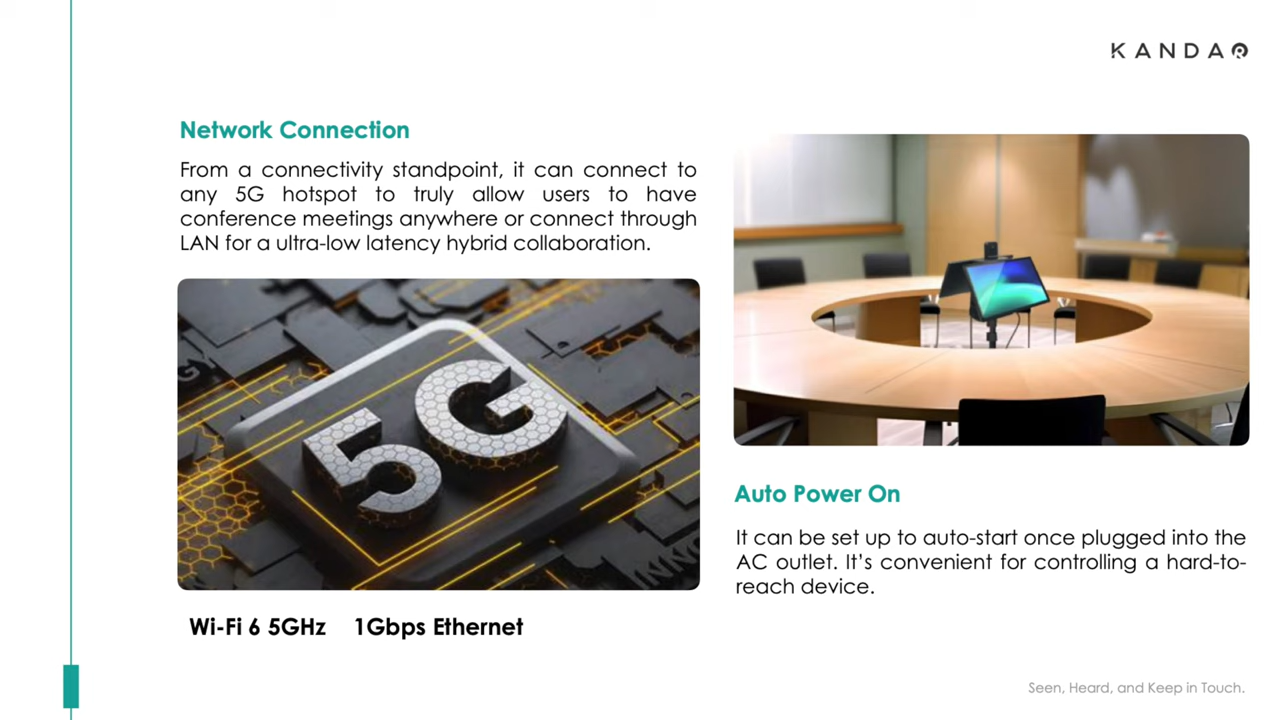 KANDAO
Network Connection
From a connectivity standpoint, it can connect to
any 5G hotspot to truly allow users to have
conference meetings anywhere or connect through
LAN for a ultra-low latency hybrid collaboration.
5G
Wi-Fi 6 5GHz 1Gbps Ethernet
Auto Power On
It can be set up to auto-start once plugged into the
AC outlet. It’s convenient for controlling a hard-to-
reach device.
Seen, Heard, and Keep in Touch.